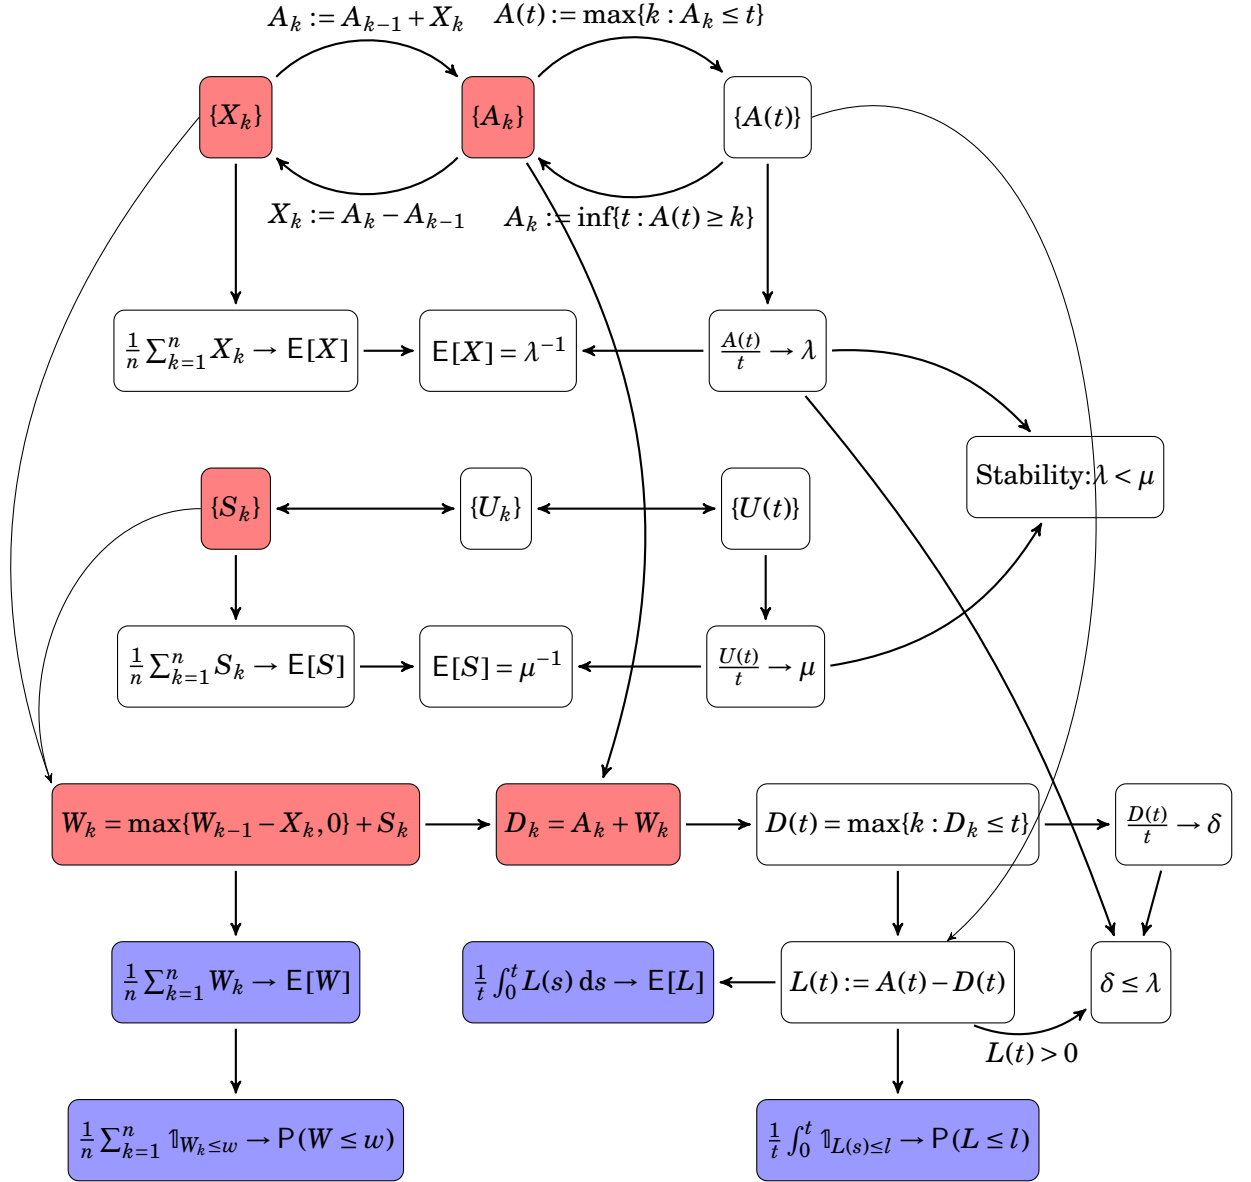 A_k := A_{k−1} + X_k
A(t) := max{k : A_k ≤ t}
{X_k}
{A_k}
{A(t)}
X_k := A_k − A_{k−1}
A_k := inf{t : A(t) ≥ k}
1/n ∑_{k=1}^n X_k → E[X]
E[X] = λ^{−1}
A(t)/t → λ
Stability: λ < μ
{S_k}
{U_k}
{U(t)}
1/n ∑_{k=1}^n S_k → E[S]
E[S] = μ^{−1}
U(t)/t → μ
W_k = max{W_{k−1} − X_k, 0} + S_k
D_k = A_k + W_k
D(t) = max{k : D_k ≤ t}
D(t)/t → δ
1/n ∑_{k=1}^n W_k → E[W]
1/t ∫_0^t L(s) ds → E[L]
L(t) := A(t) − D(t)
δ ≤ λ
L(t) > 0
1/n ∑_{k=1}^n 𝟙_{W_k ≤ w} → P(W ≤ w)
1/t ∫_0^t 𝟙_{L(s) ≤ l} → P(L ≤ l)